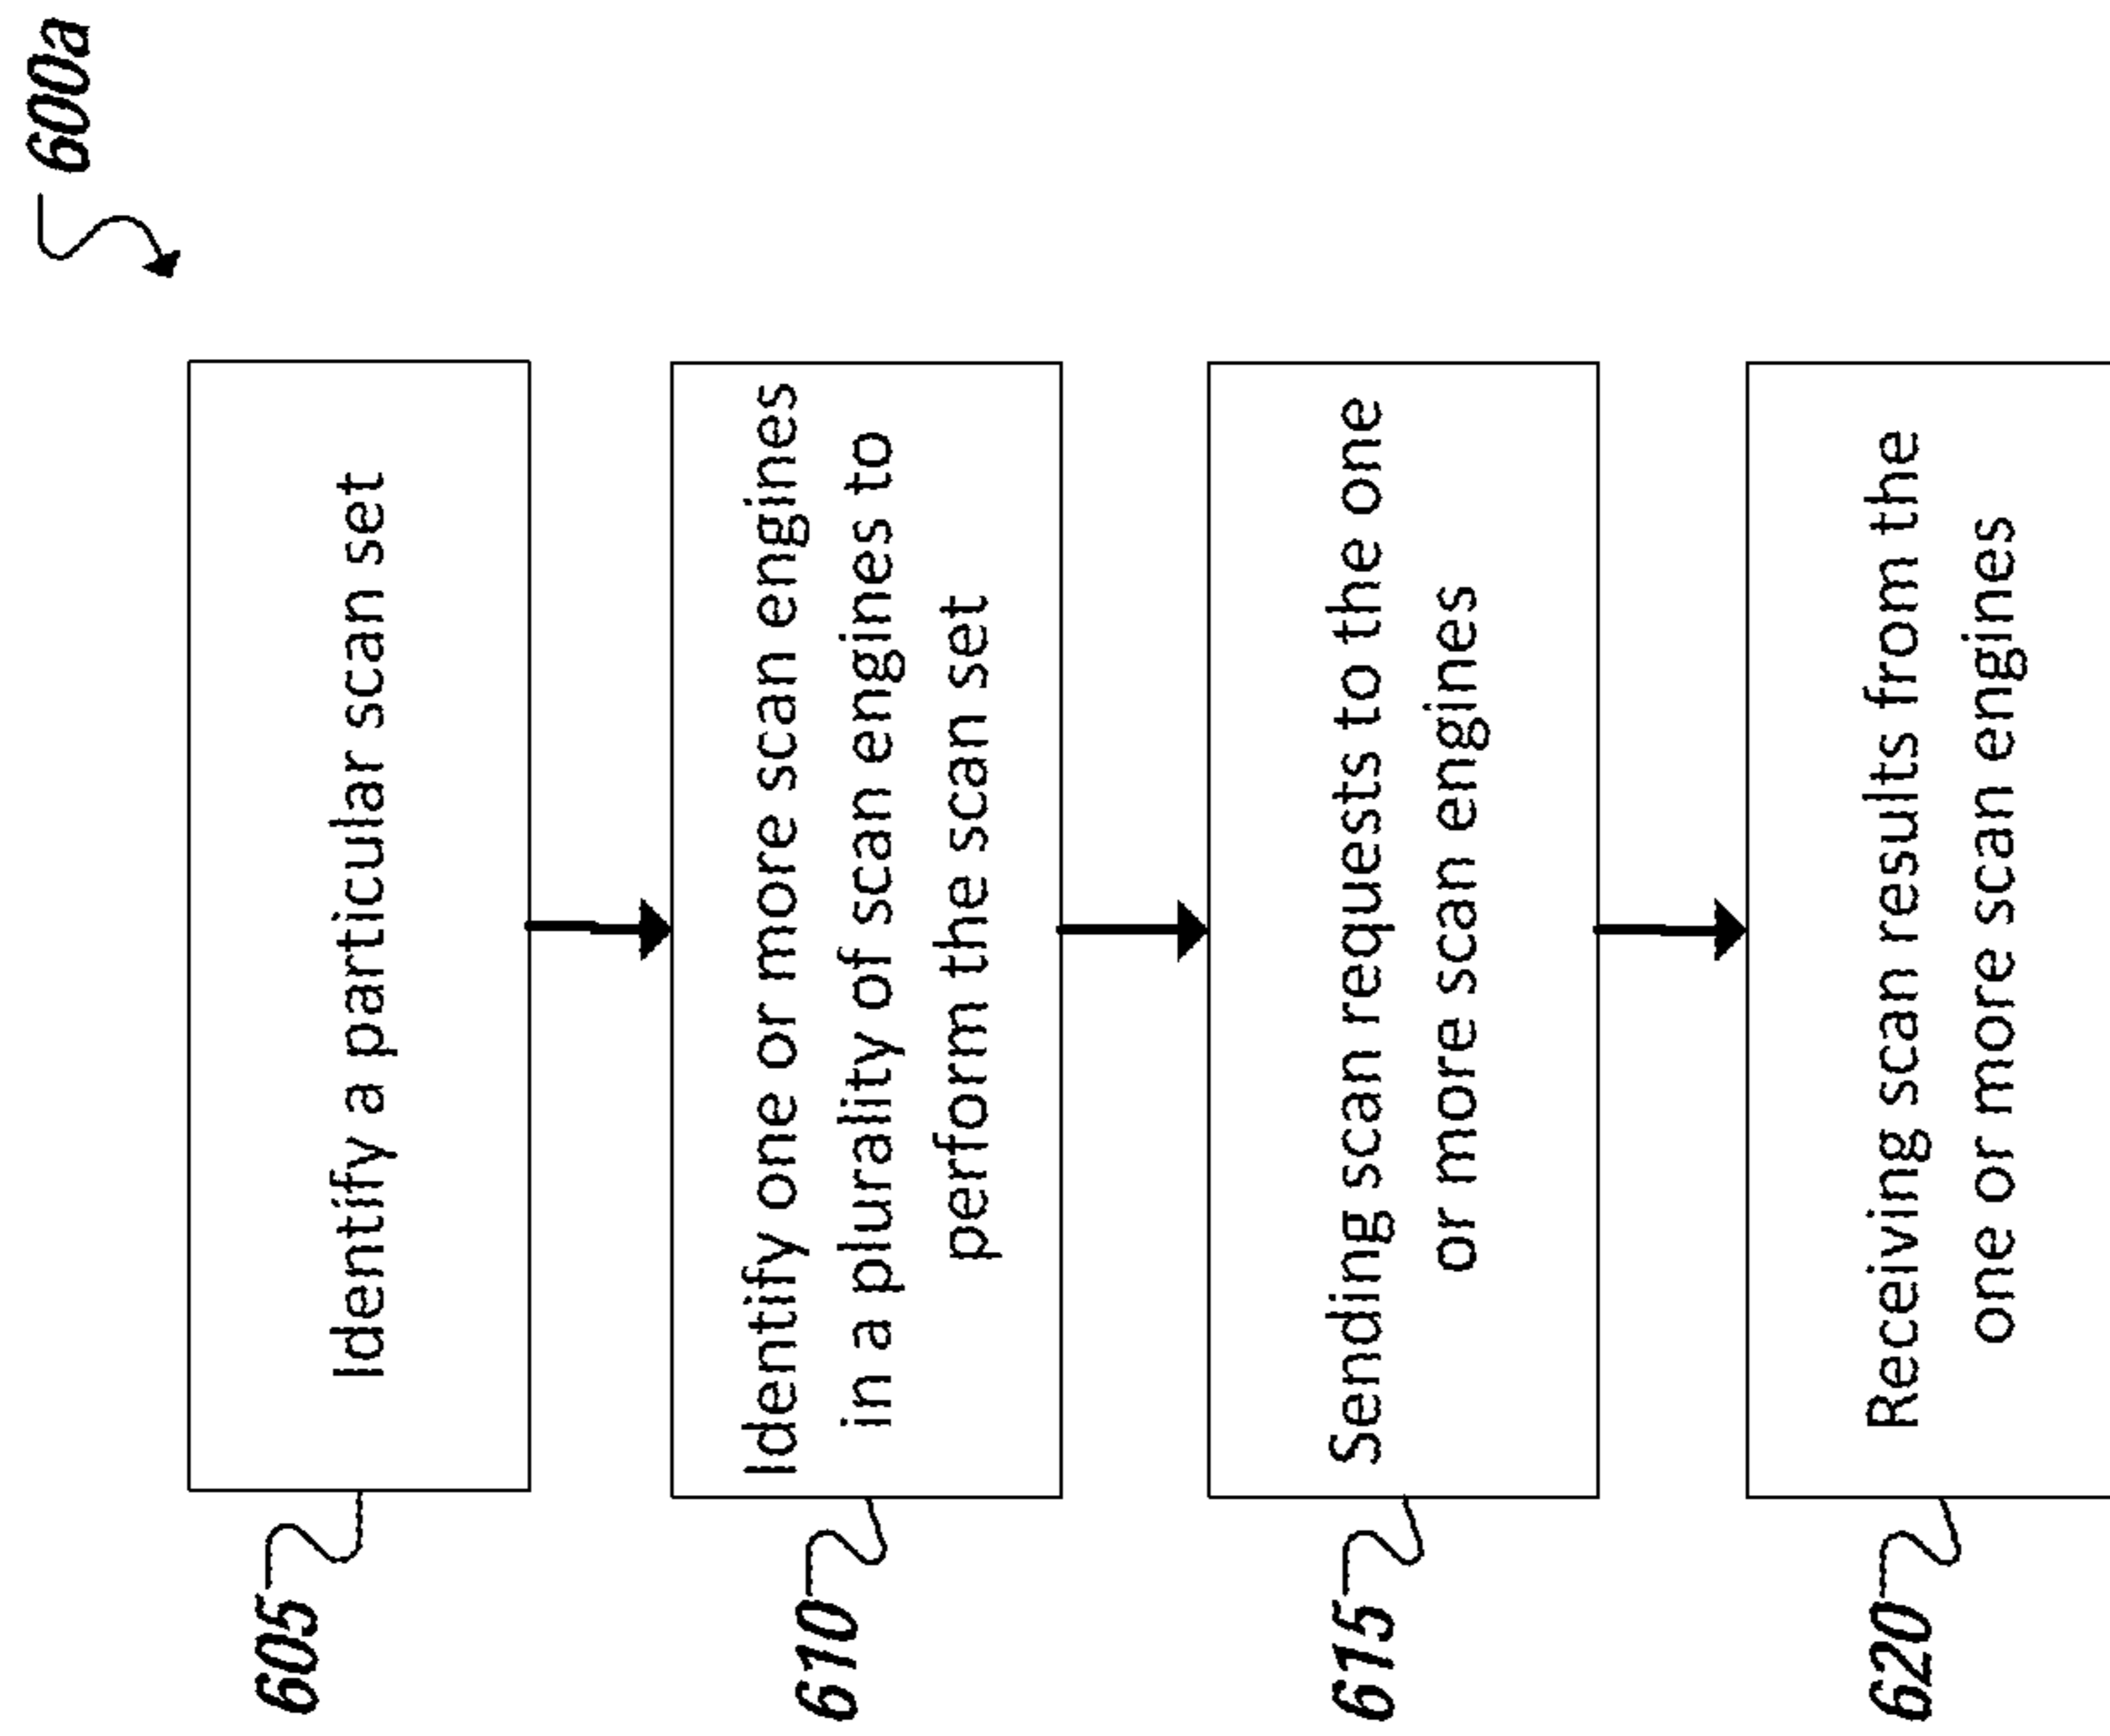 600a
605
Identify a particular scan set
610
Identify one or more scan engines
in a plurality of scan engines to
perform the scan set
615
Sending scan requests to the one
or more scan engines
620
Receiving scan results from the
one or more scan engines